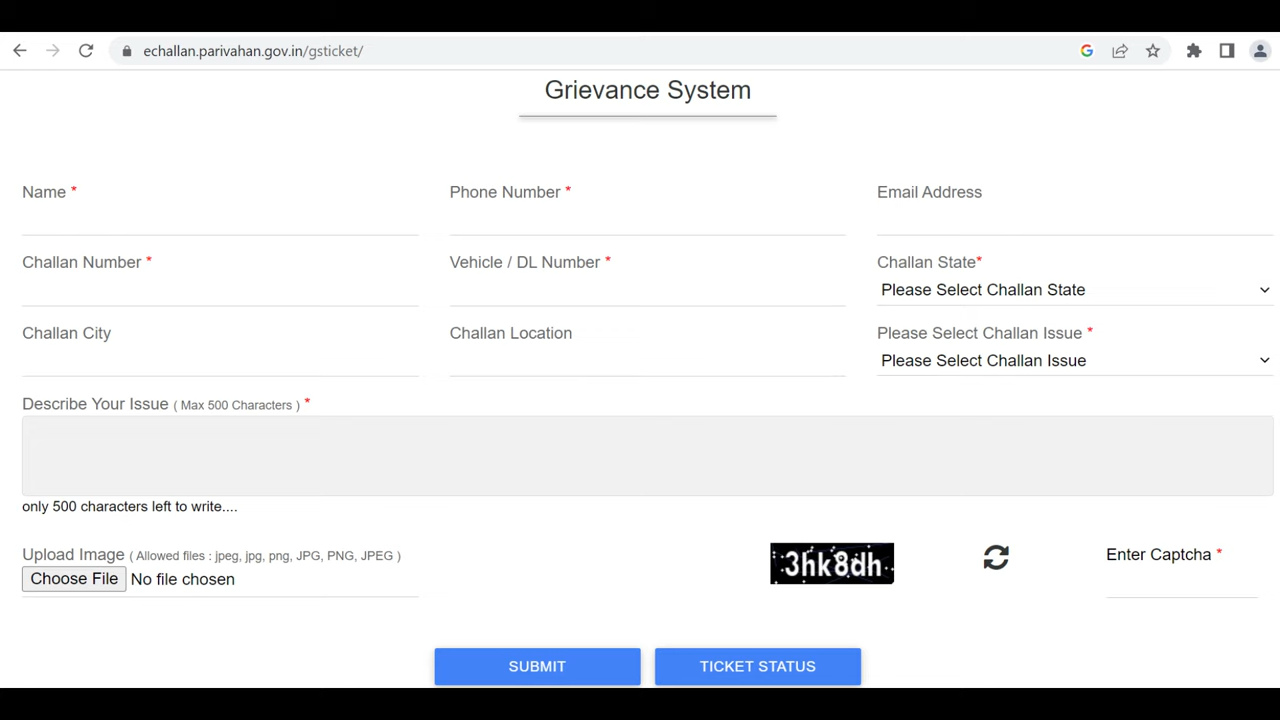 echallan.parivahan.gov.in/gsticket/
Grievance System
Name *
Phone Number *
Email Address
Challan Number *
Vehicle / DL Number *
Challan State*
Please Select Challan State
Challan City
Challan Location
Please Select Challan Issue *
Please Select Challan Issue
Describe Your Issue ( Max 500 Characters ) *
only 500 characters left to write....
Upload Image ( Allowed files : jpeg, jpg, png, JPG, PNG, JPEG )
Choose File No file chosen
3hk8dh
Enter Captcha *
SUBMIT
TICKET STATUS